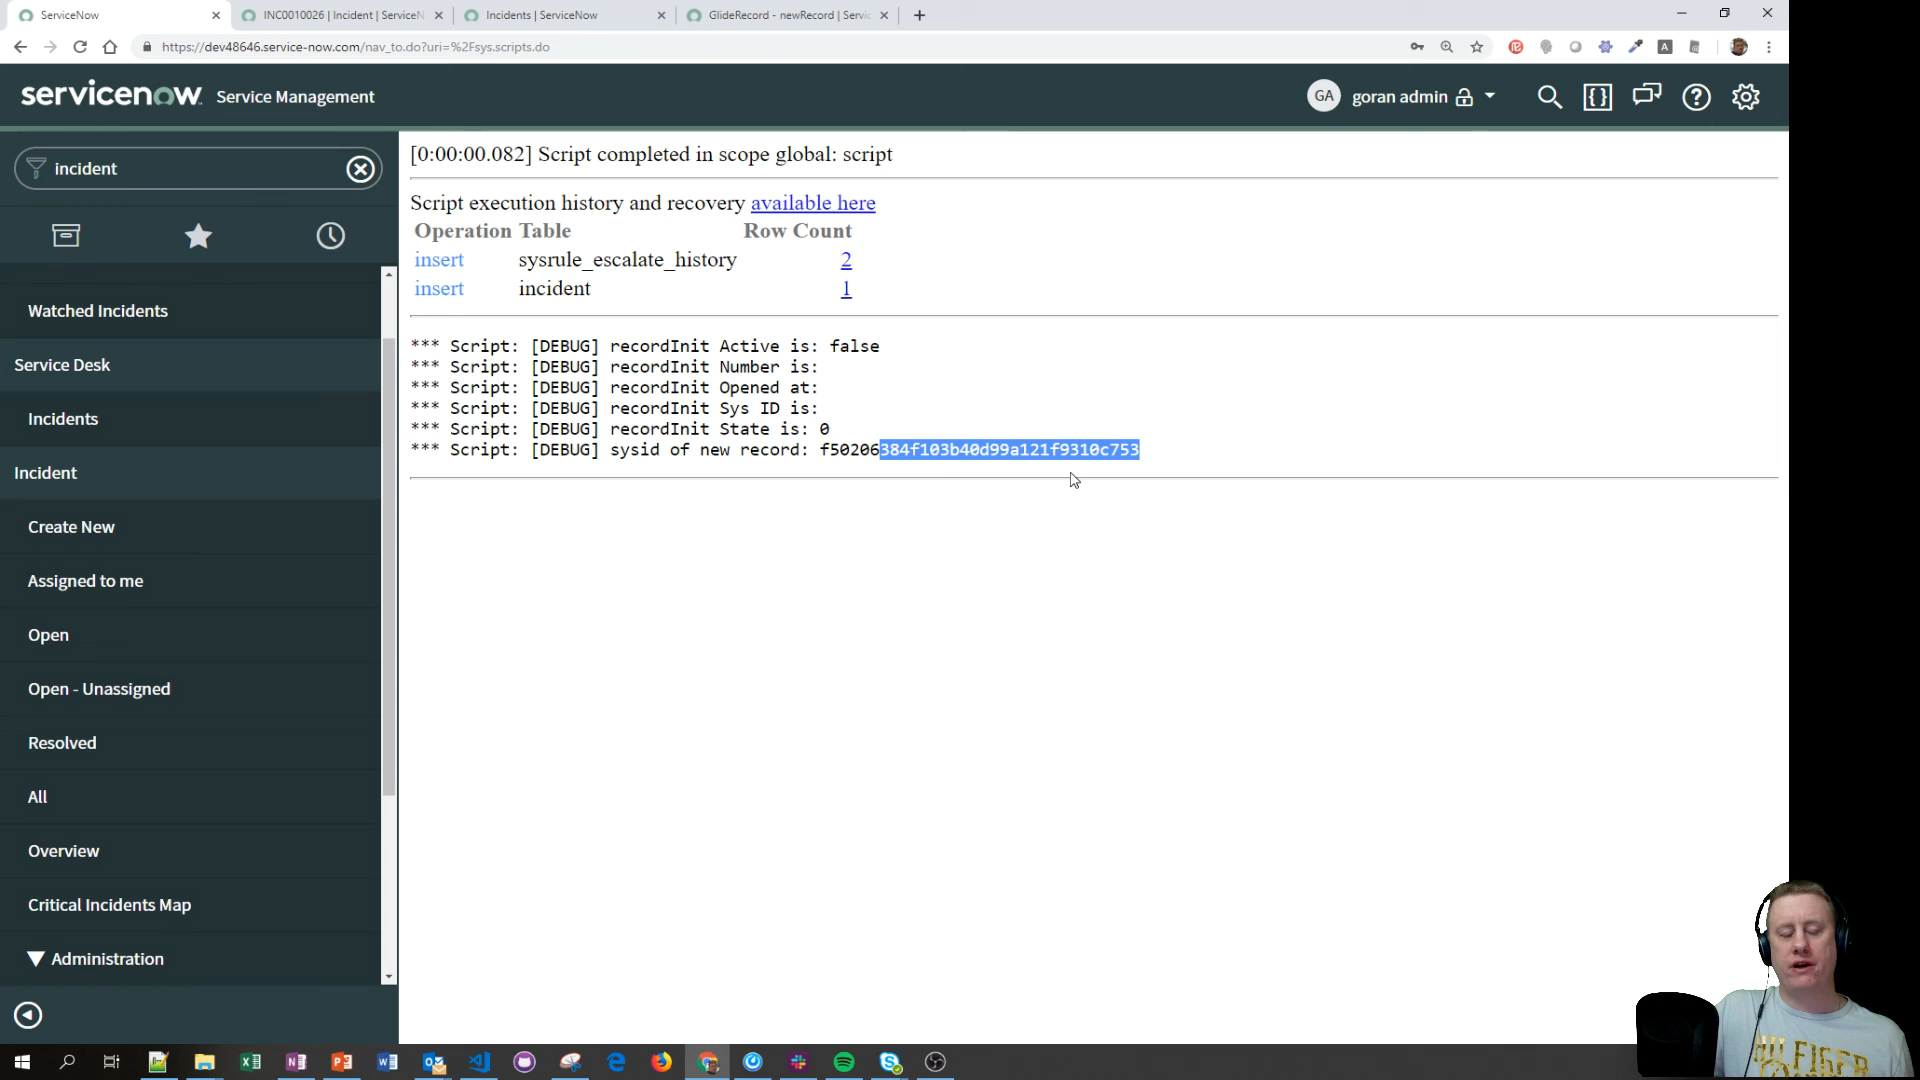 ServiceNow
INC0010026 | Incident | ServiceN
Incidents | ServiceNow
GlideRecord - newRecord | Servic
https://dev48646.service-now.com/nav_to.do?uri=%2Fsys.scripts.do
servicenow Service Management
GA goran admin
incident
Watched Incidents
Service Desk
Incidents
Incident
Create New
Assigned to me
Open
Open - Unassigned
Resolved
All
Overview
Critical Incidents Map
Administration
[0:00:00.082] Script completed in scope global: script
Script execution history and recovery available here
Operation Table Row Count
insert sysrule_escalate_history 2
insert incident 1
*** Script: [DEBUG] recordInit Active is: false
*** Script: [DEBUG] recordInit Number is:
*** Script: [DEBUG] recordInit Opened at:
*** Script: [DEBUG] recordInit Sys ID is:
*** Script: [DEBUG] recordInit State is: 0
*** Script: [DEBUG] sysid of new record: f50206384f103b40d99a121f9310c753